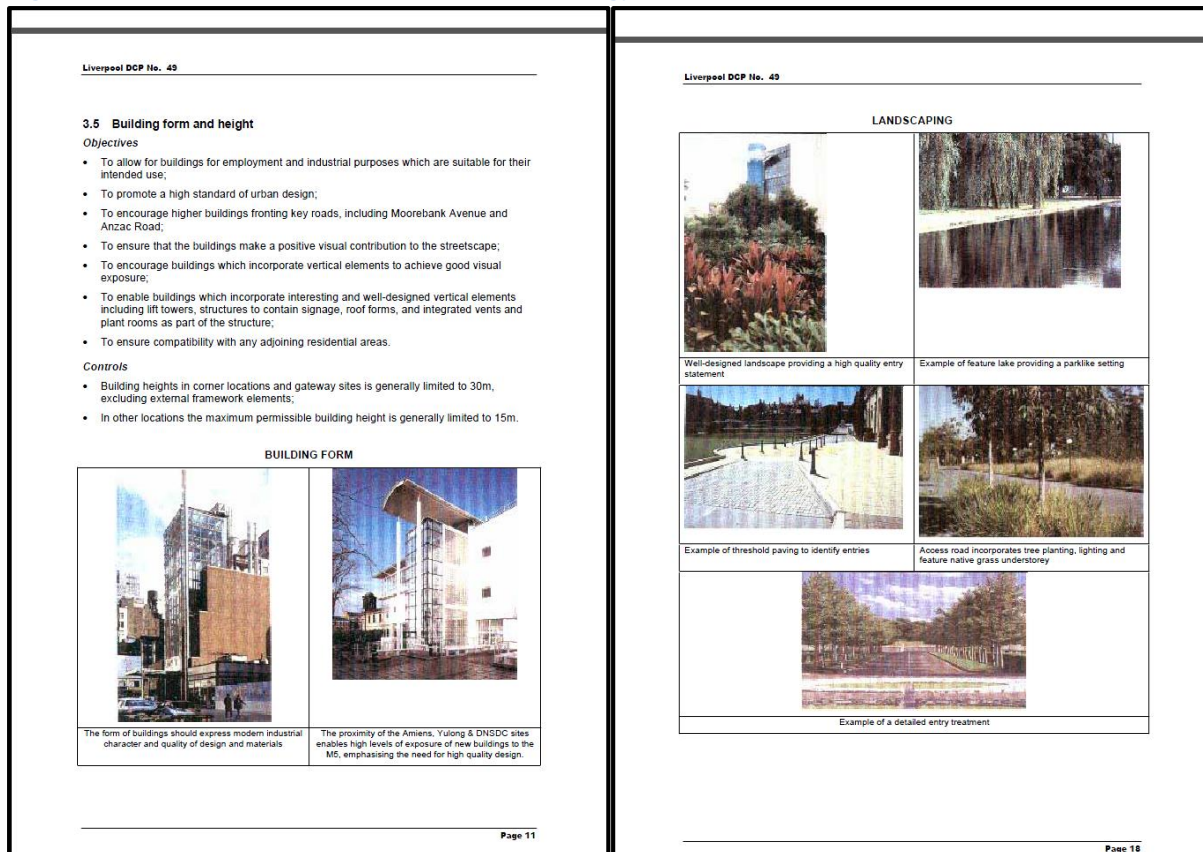 Liverpool DCP No. 49
3.5 Building form and height
Objectives
• To allow for buildings for employment and industrial purposes which are suitable for their
intended use;
• To promote a high standard of urban design;
• To encourage higher buildings fronting key roads, including Moorebank Avenue and
Anzac Road;
• To ensure that the buildings make a positive visual contribution to the streetscape;
• To encourage buildings which incorporate vertical elements to achieve good visual
exposure;
• To enable buildings which incorporate interesting and well-designed vertical elements
including lift towers, structures to contain signage, roof forms, and integrated vents and
plant rooms as part of the structure;
• To ensure compatibility with any adjoining residential areas.
Controls
• Building heights in corner locations and gateway sites is generally limited to 30m,
excluding external framework elements;
• In other locations the maximum permissible building height is generally limited to 15m.
BUILDING FORM
The form of buildings should express modern industrial
character and quality of design and materials
The proximity of the Amiens, Yulong & DNSDC sites
enables high levels of exposure of new buildings to the
M5, emphasising the need for high quality design.
Page 11
Liverpool DCP No. 49
LANDSCAPING
Well-designed landscape providing a high quality entry
statement
Example of feature lake providing a parklike setting
Example of threshold paving to identify entries
Access road incorporates tree planting, lighting and
feature native grass understorey
Example of a detailed entry treatment
Page 18